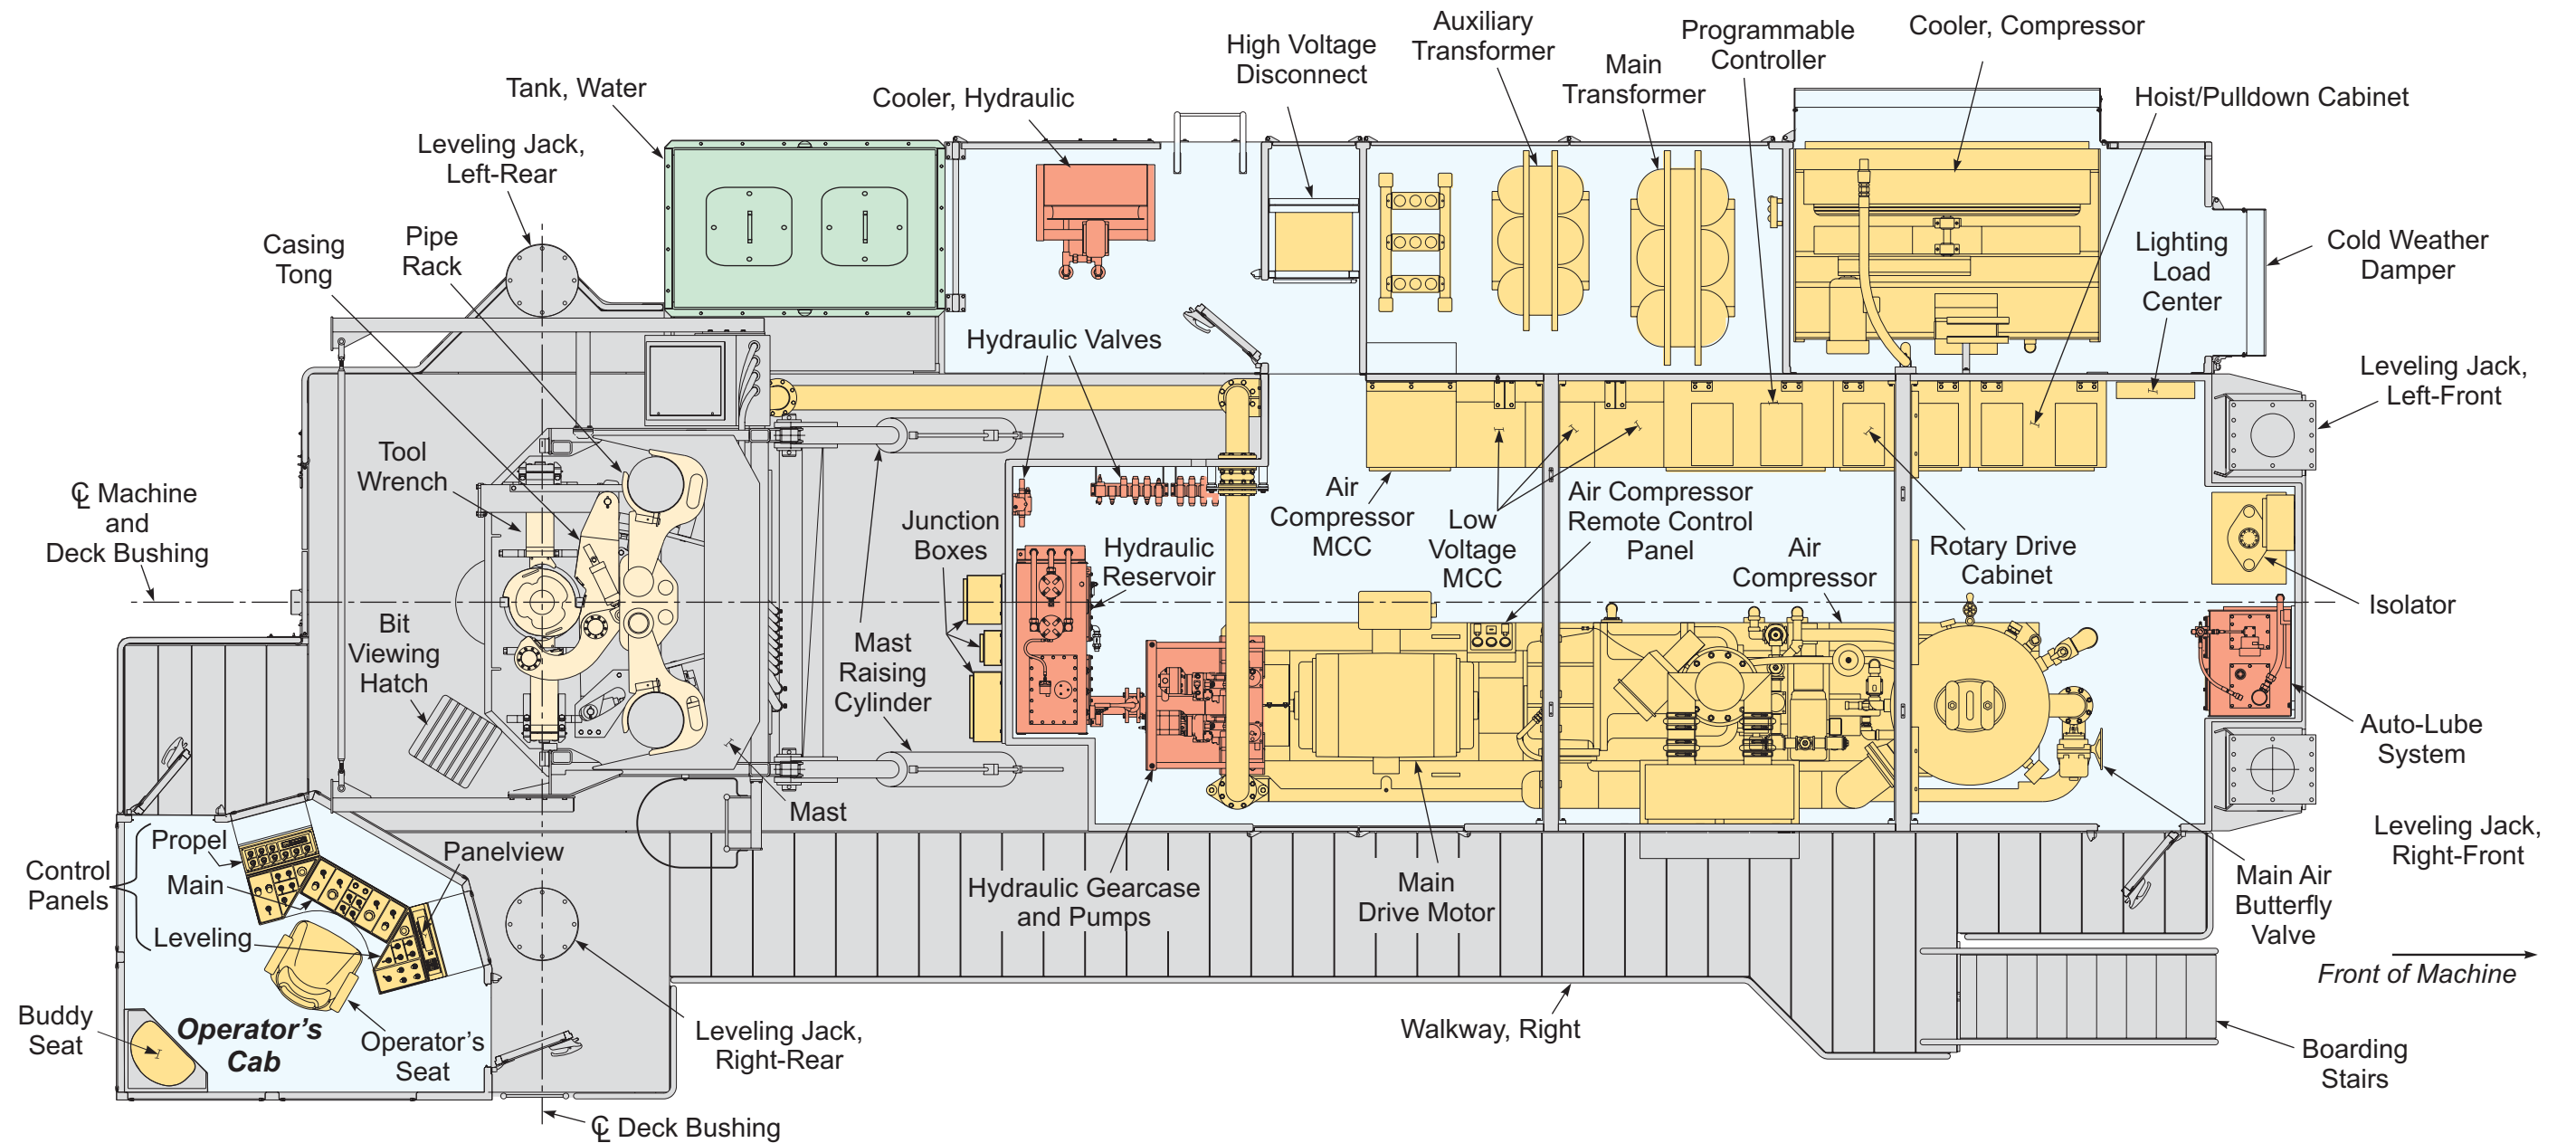 Auxiliary
Transformer
Programmable
Controller
Cooler, Compressor
High Voltage
Disconnect
Main
Transformer
Tank, Water
Cooler, Hydraulic
Hoist/Pulldown Cabinet
Leveling Jack,
Left-Rear
Casing
Tong
Pipe
Rack
Lighting
Load
Center
Cold Weather
Damper
Hydraulic Valves
Leveling Jack,
Left-Front
Tool
Wrench
℄ Machine
and
Deck Bushing
Junction
Boxes
Hydraulic
Reservoir
Air
Compressor
MCC
Low
Voltage
MCC
Air Compressor
Remote Control
Panel
Air
Compressor
Rotary Drive
Cabinet
Isolator
Bit
Viewing
Hatch
Mast
Raising
Cylinder
Auto-Lube
System
Mast
Leveling Jack,
Right-Front
Control
Panels
Propel
Main
Leveling
Panelview
Hydraulic Gearcase
and Pumps
Main
Drive Motor
Main Air
Butterfly
Valve
Front of Machine
Buddy
Seat
Operator's
Cab
Operator's
Seat
Leveling Jack,
Right-Rear
Walkway, Right
Boarding
Stairs
℄ Deck Bushing